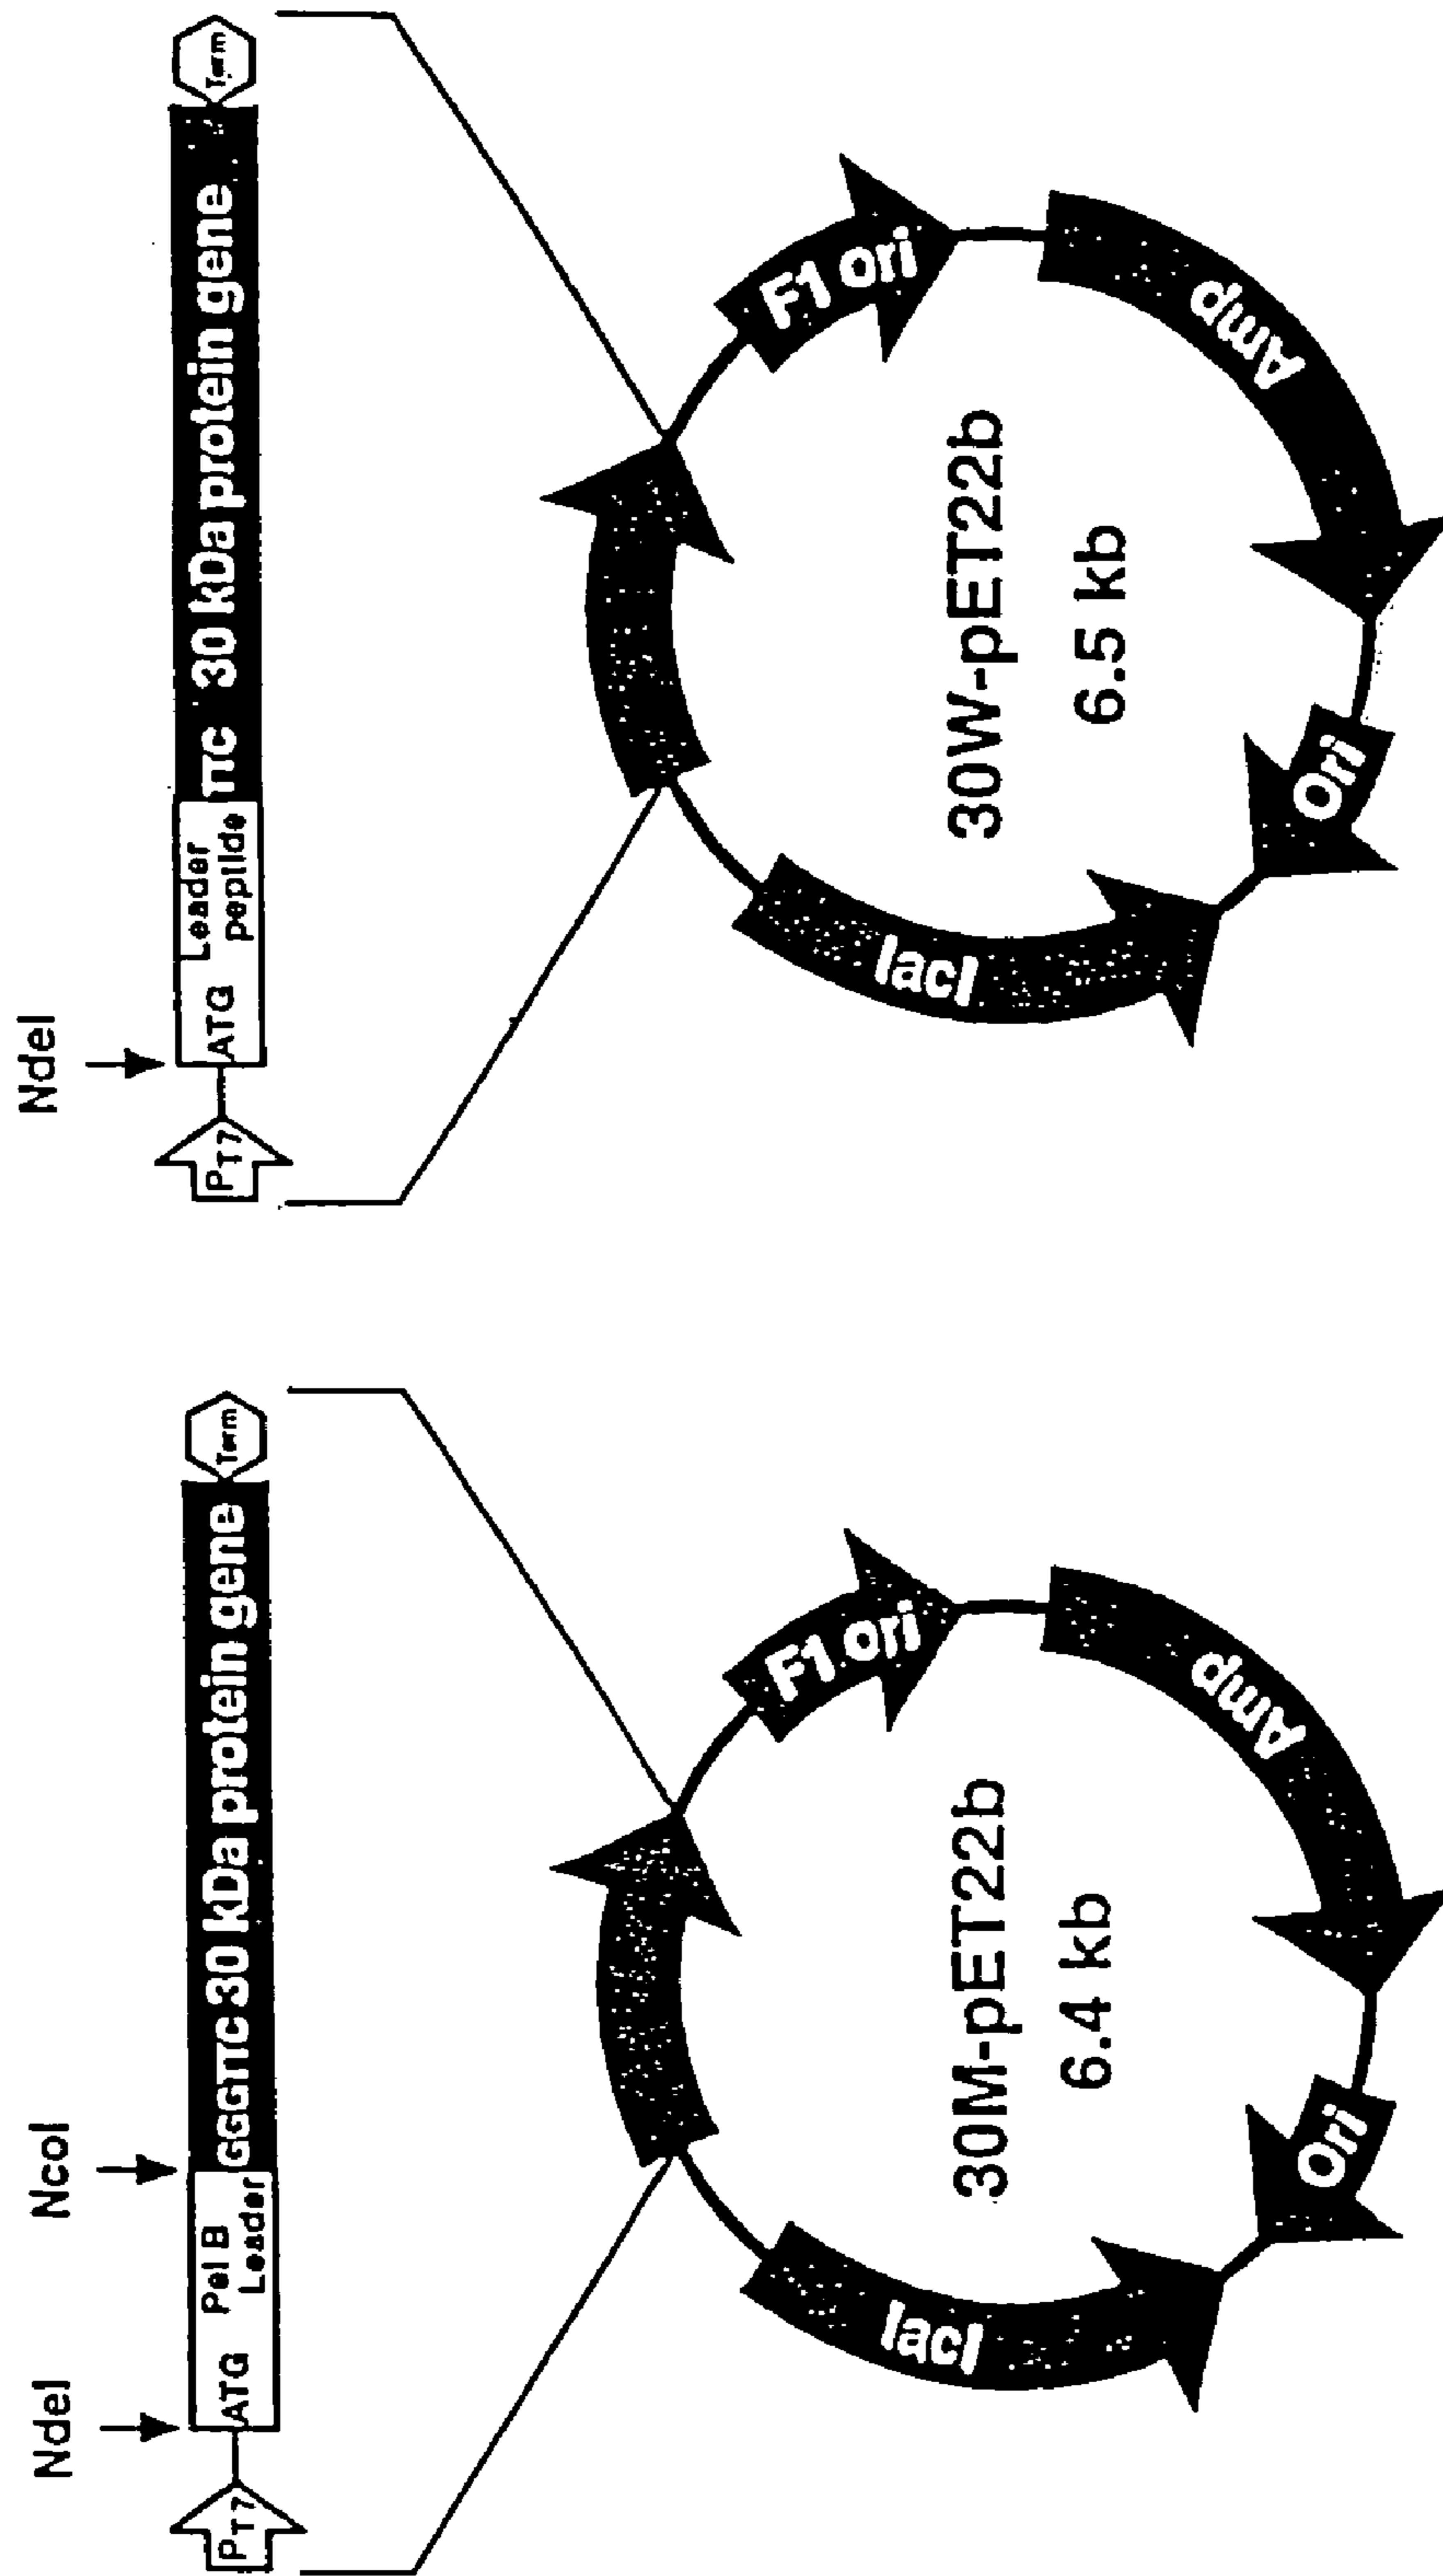 NdeI
NcoI
PT7
ATG
Pel B
Leader
GGGTTC 30 kDa protein gene
Term
F1 ori
Amp
Ori
lacI
30M-pET22b
6.4 kb
NdeI
PT7
ATG
Leader
peptide
TTC 30 kDa protein gene
Term
F1 ori
Amp
Ori
lacI
30W-pET22b
6.5 kb